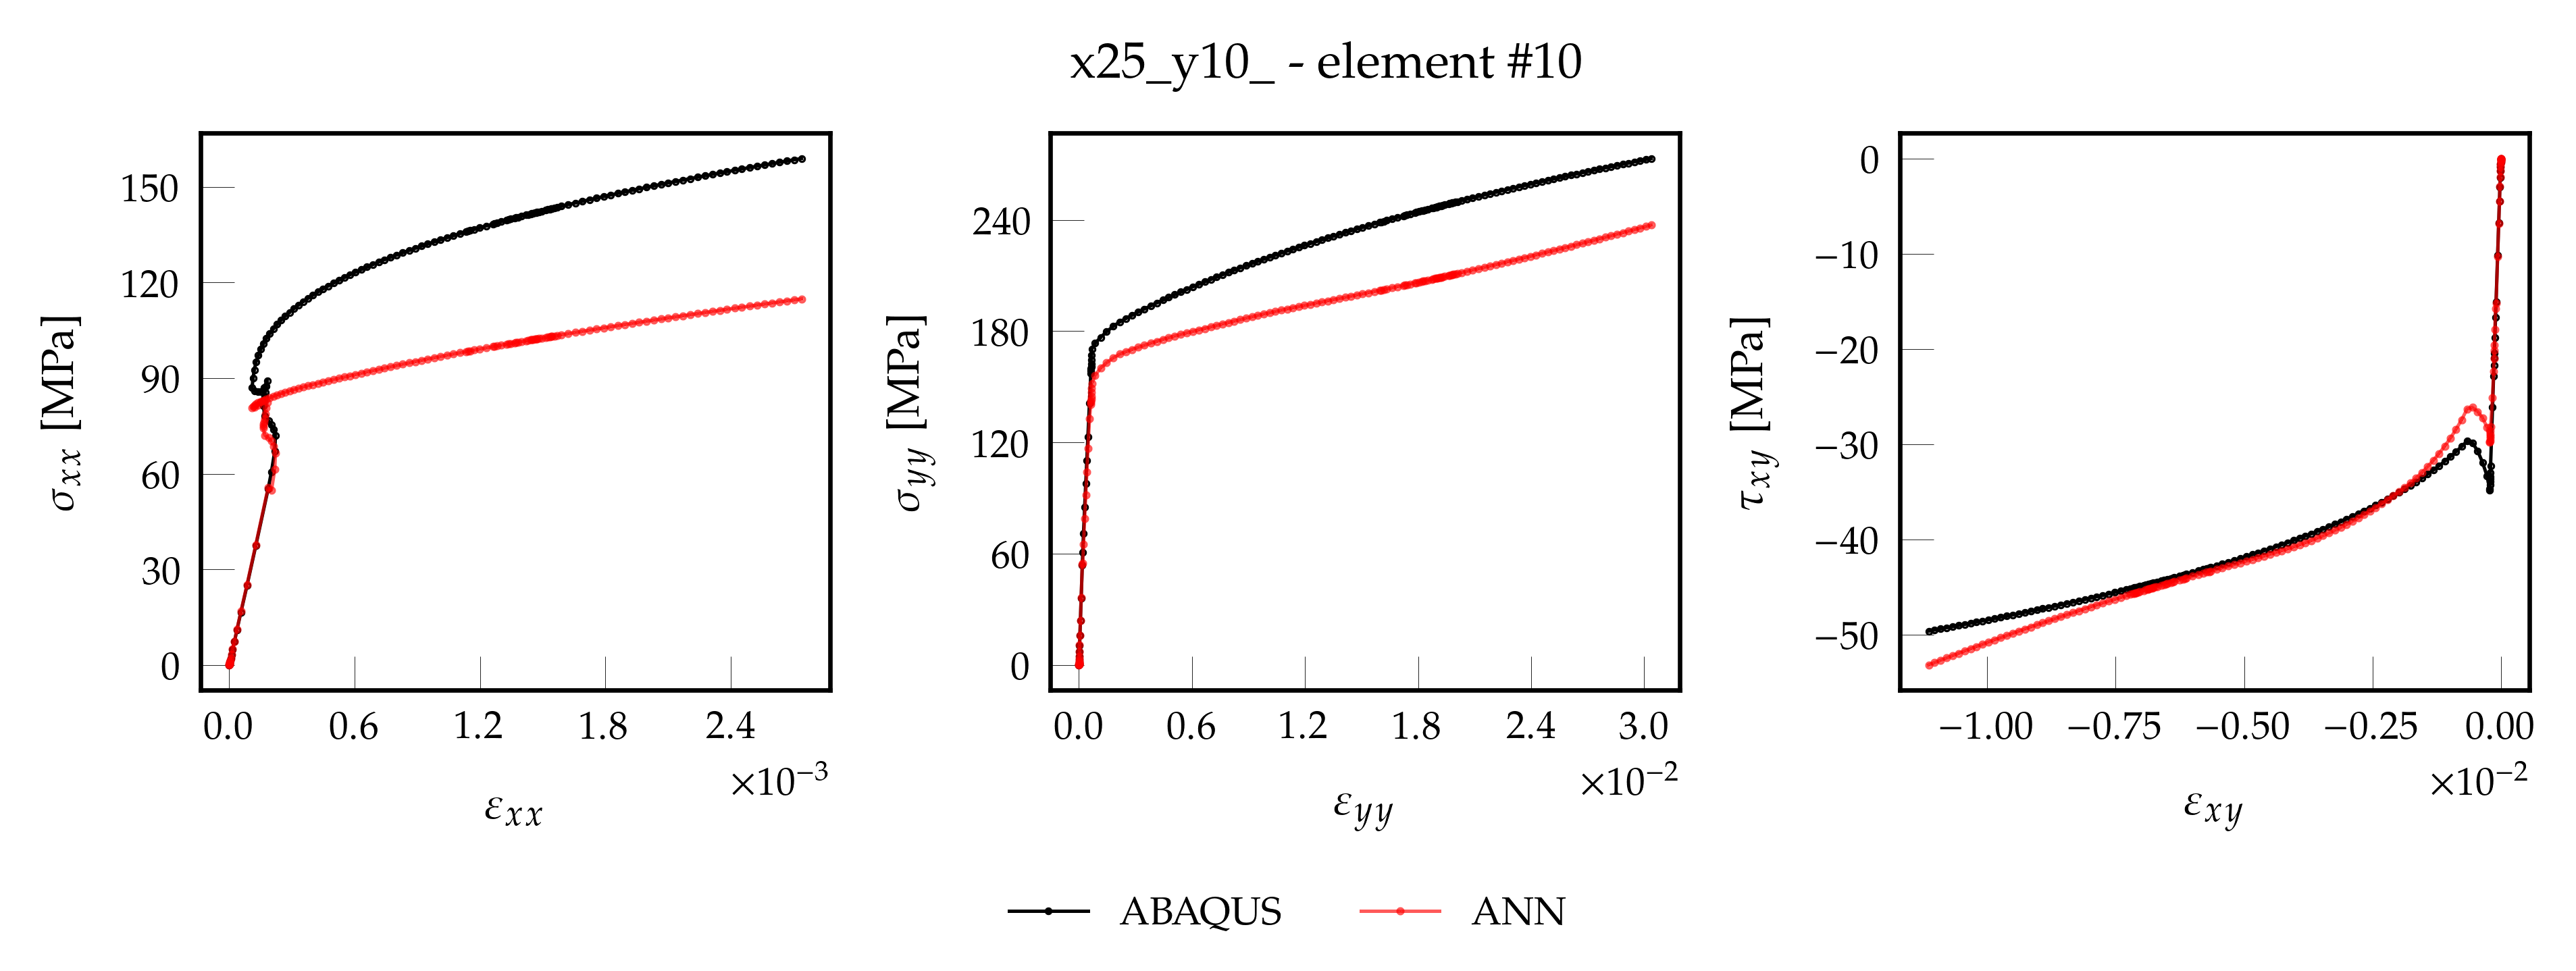 x25_y10_ - element #10
σxx [MPa]
150
120
90
60
30
0
0.0 0.6 1.2 1.8 2.4
×10−3
εxx
σyy [MPa]
240
180
120
60
0
0.0 0.6 1.2 1.8 2.4 3.0
×10−2
εyy
τxy [MPa]
0
−10
−20
−30
−40
−50
−1.00 −0.75 −0.50 −0.25 0.00
×10−2
εxy
ABAQUS ANN